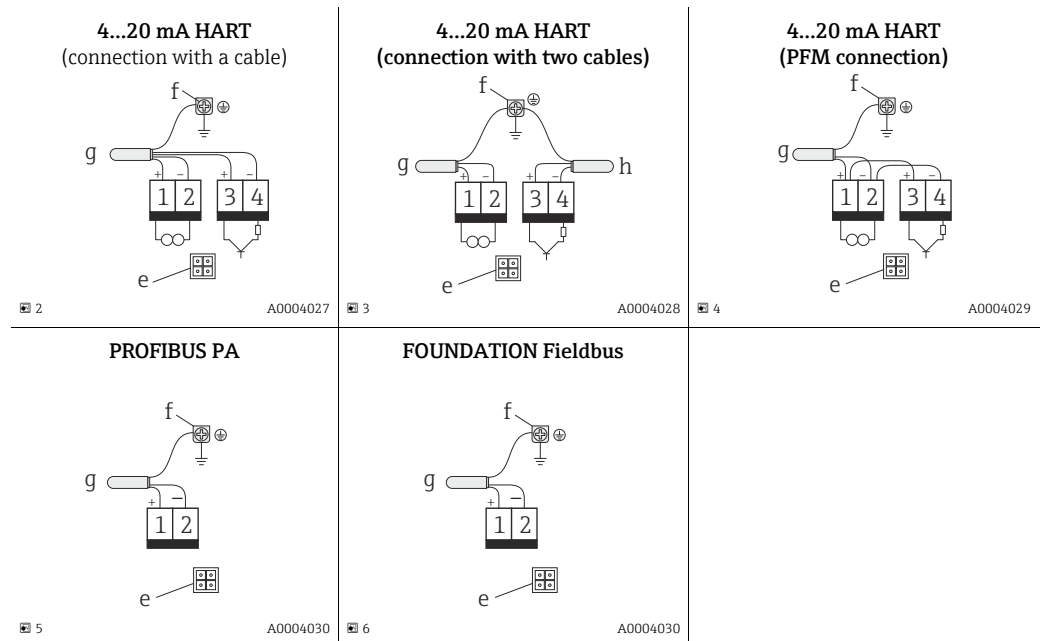 4...20 mA HART
(connection with a cable)
f
g
+ – + –
1 2 3 4
e
2 A0004027
4...20 mA HART
(connection with two cables)
f
g h
+ – + –
1 2 3 4
e
3 A0004028
4...20 mA HART
(PFM connection)
f
g
+ – + –
1 2 3 4
e
4 A0004029
PROFIBUS PA
f
g
+ –
1 2
e
5 A0004030
FOUNDATION Fieldbus
f
g
+ –
1 2
e
6 A0004030